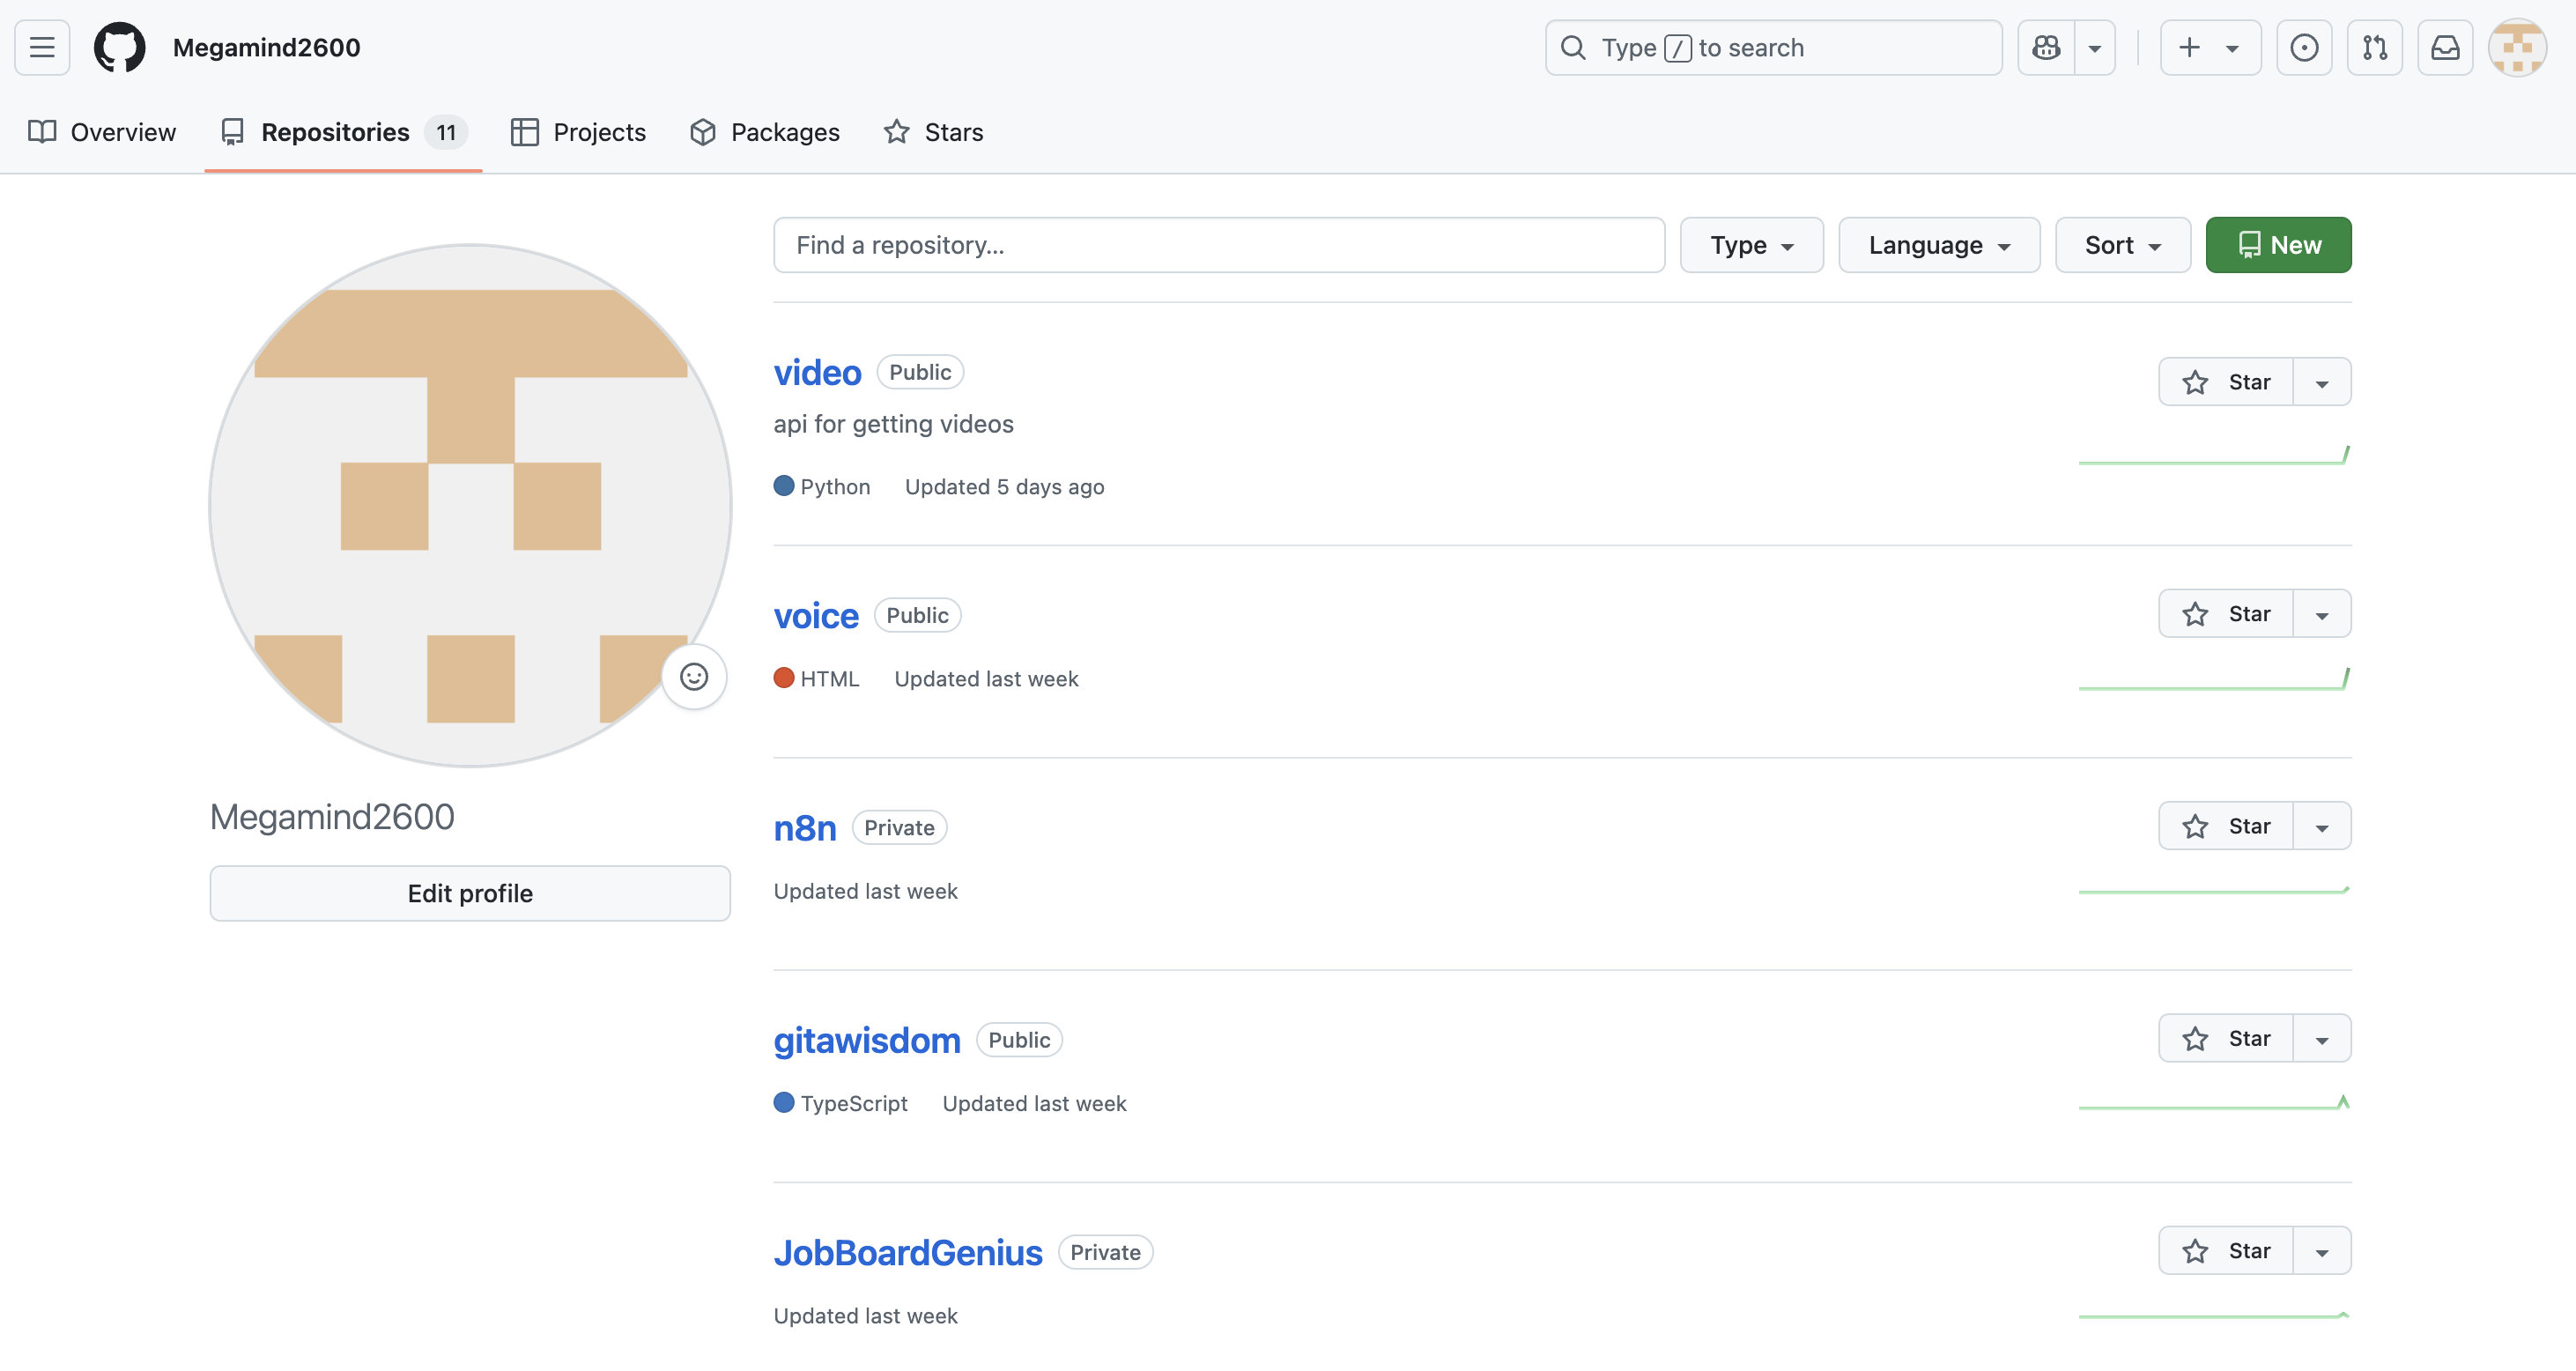 Megamind2600
Type / to search
Overview
Repositories 11
Projects
Packages
Stars
Find a repository...
Type
Language
Sort
New
Megamind2600
Edit profile
video Public
Star
api for getting videos
Python Updated 5 days ago
voice Public
Star
HTML Updated last week
n8n Private
Star
Updated last week
gitawisdom Public
Star
TypeScript Updated last week
JobBoardGenius Private
Star
Updated last week